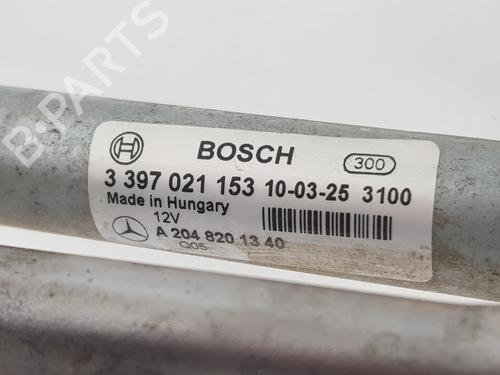 BOSCH
300
3 397 021 153 10-03-25 3100
Made in Hungary
12V
A 204 820 13 40
Q05
B-PARTS